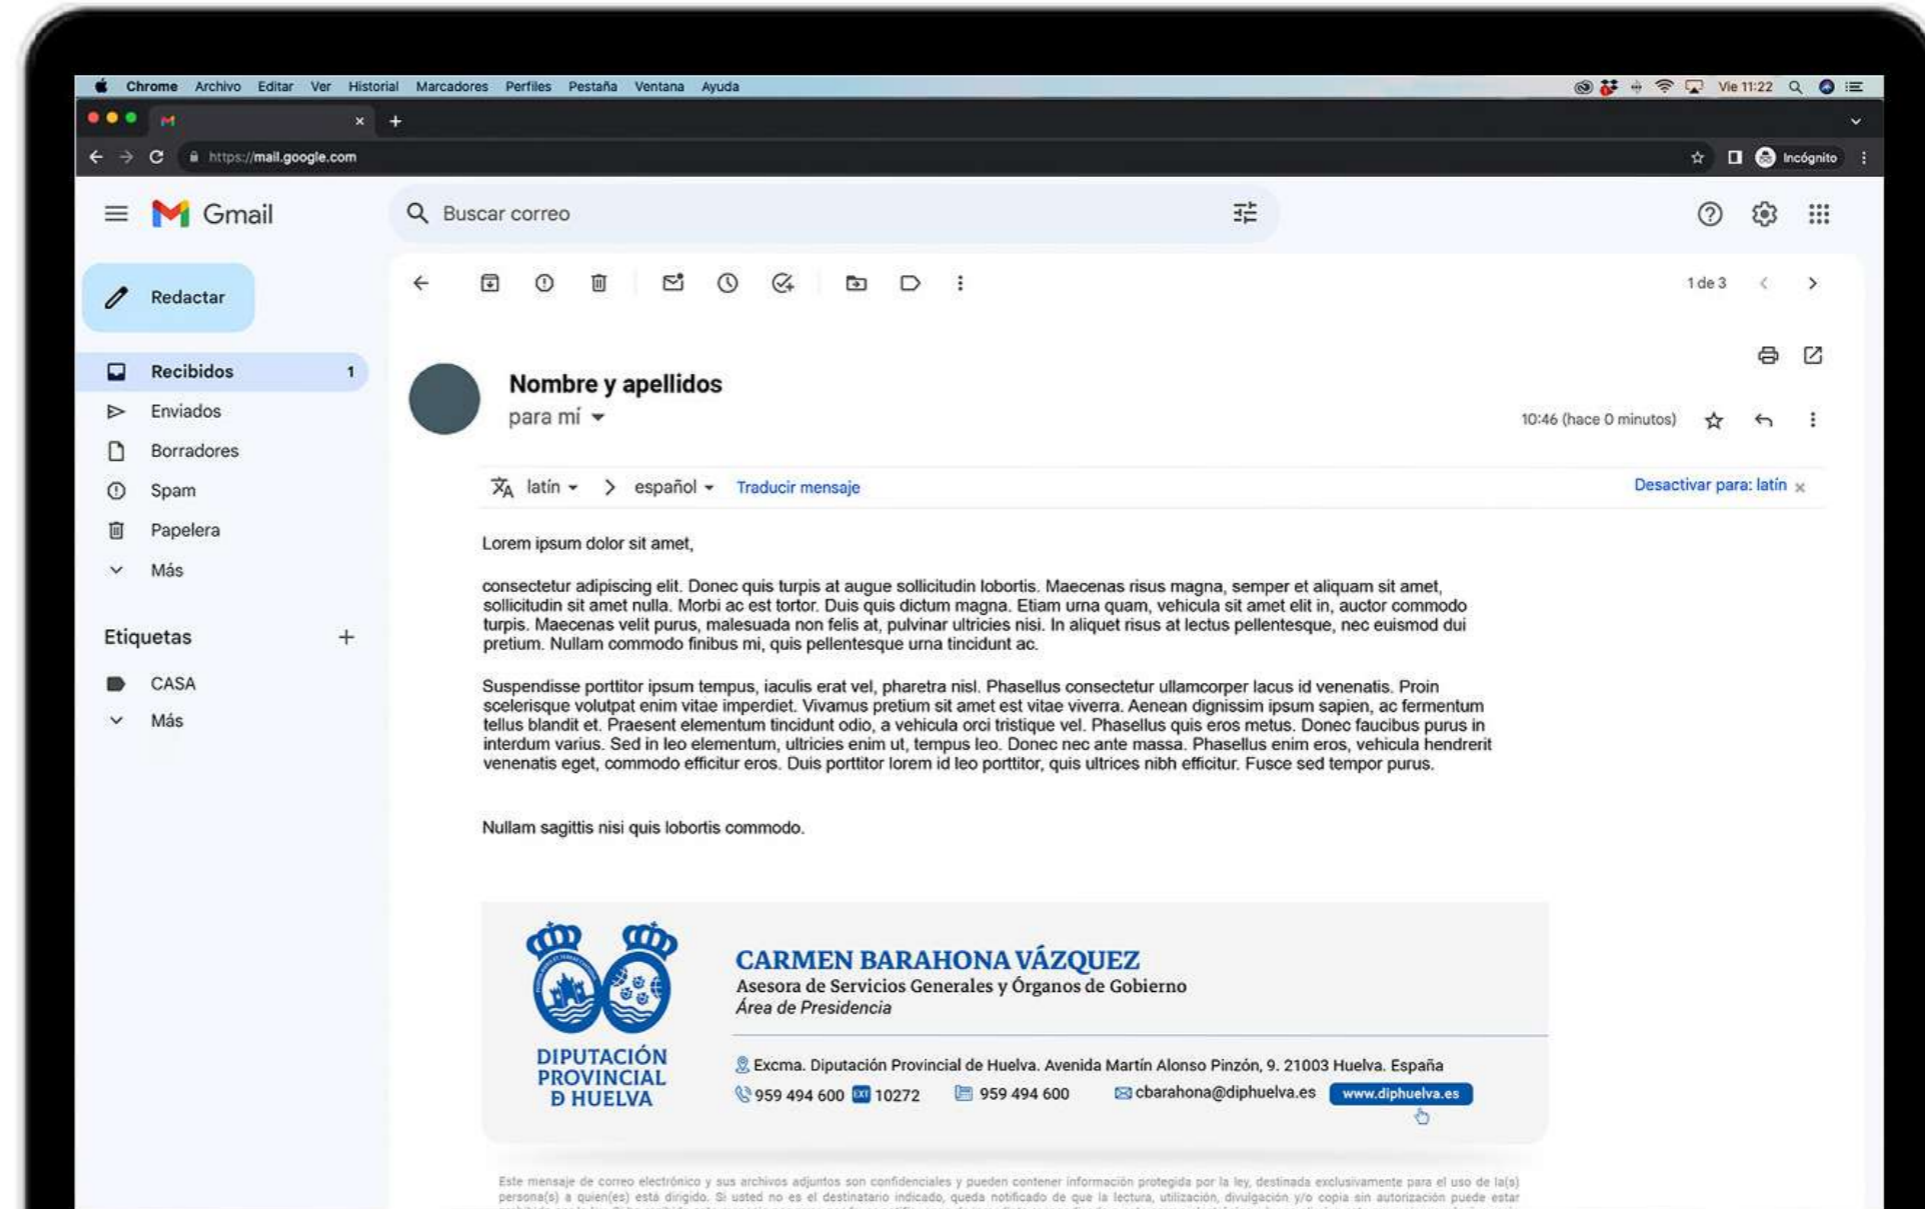 Chrome Archivo Editar Ver Historial Marcadores Perfiles Pestaña Ventana Ayuda Vie 11:22
https://mail.google.com Incógnito
Gmail Buscar correo
Redactar
1 de 3
Recibidos 1
Enviados
Borradores
Spam
Papelera
Más
Etiquetas
CASA
Más
Nombre y apellidos
para mí
10:46 (hace 0 minutos)
latín > español Traducir mensaje Desactivar para: latín
Lorem ipsum dolor sit amet,
consectetur adipiscing elit. Donec quis turpis at augue sollicitudin lobortis. Maecenas risus magna, semper et aliquam sit amet,
sollicitudin sit amet nulla. Morbi ac est tortor. Duis quis dictum magna. Etiam urna quam, vehicula sit amet elit in, auctor commodo
turpis. Maecenas velit purus, malesuada non felis at, pulvinar ultricies nisi. In aliquet risus at lectus pellentesque, nec euismod dui
pretium. Nullam commodo finibus mi, quis pellentesque urna tincidunt ac.
Suspendisse porttitor ipsum tempus, iaculis erat vel, pharetra nisl. Phasellus consectetur ullamcorper lacus id venenatis. Proin
scelerisque volutpat enim vitae imperdiet. Vivamus pretium sit amet est vitae viverra. Aenean dignissim ipsum sapien, ac fermentum
tellus blandit et. Praesent elementum tincidunt odio, a vehicula orci tristique vel. Phasellus quis eros metus. Donec faucibus purus in
interdum varius. Sed in leo elementum, ultricies enim ut, tempus leo. Donec nec ante massa. Phasellus enim eros, vehicula hendrerit
venenatis eget, commodo efficitur eros. Duis porttitor lorem id leo porttitor, quis ultrices nibh efficitur. Fusce sed tempor purus.
Nullam sagittis nisi quis lobortis commodo.
DIPUTACIÓN
PROVINCIAL
Đ HUELVA
CARMEN BARAHONA VÁZQUEZ
Asesora de Servicios Generales y Órganos de Gobierno
Área de Presidencia
Excma. Diputación Provincial de Huelva. Avenida Martín Alonso Pinzón, 9. 21003 Huelva. España
959 494 600 EXT 10272 959 494 600 cbarahona@diphuelva.es www.diphuelva.es
Este mensaje de correo electrónico y sus archivos adjuntos son confidenciales y pueden contener información protegida por la ley, destinada exclusivamente para el uso de la(s)
persona(s) a quien(es) está dirigido. Si usted no es el destinatario indicado, queda notificado de que la lectura, utilización, divulgación y/o copia sin autorización puede estar